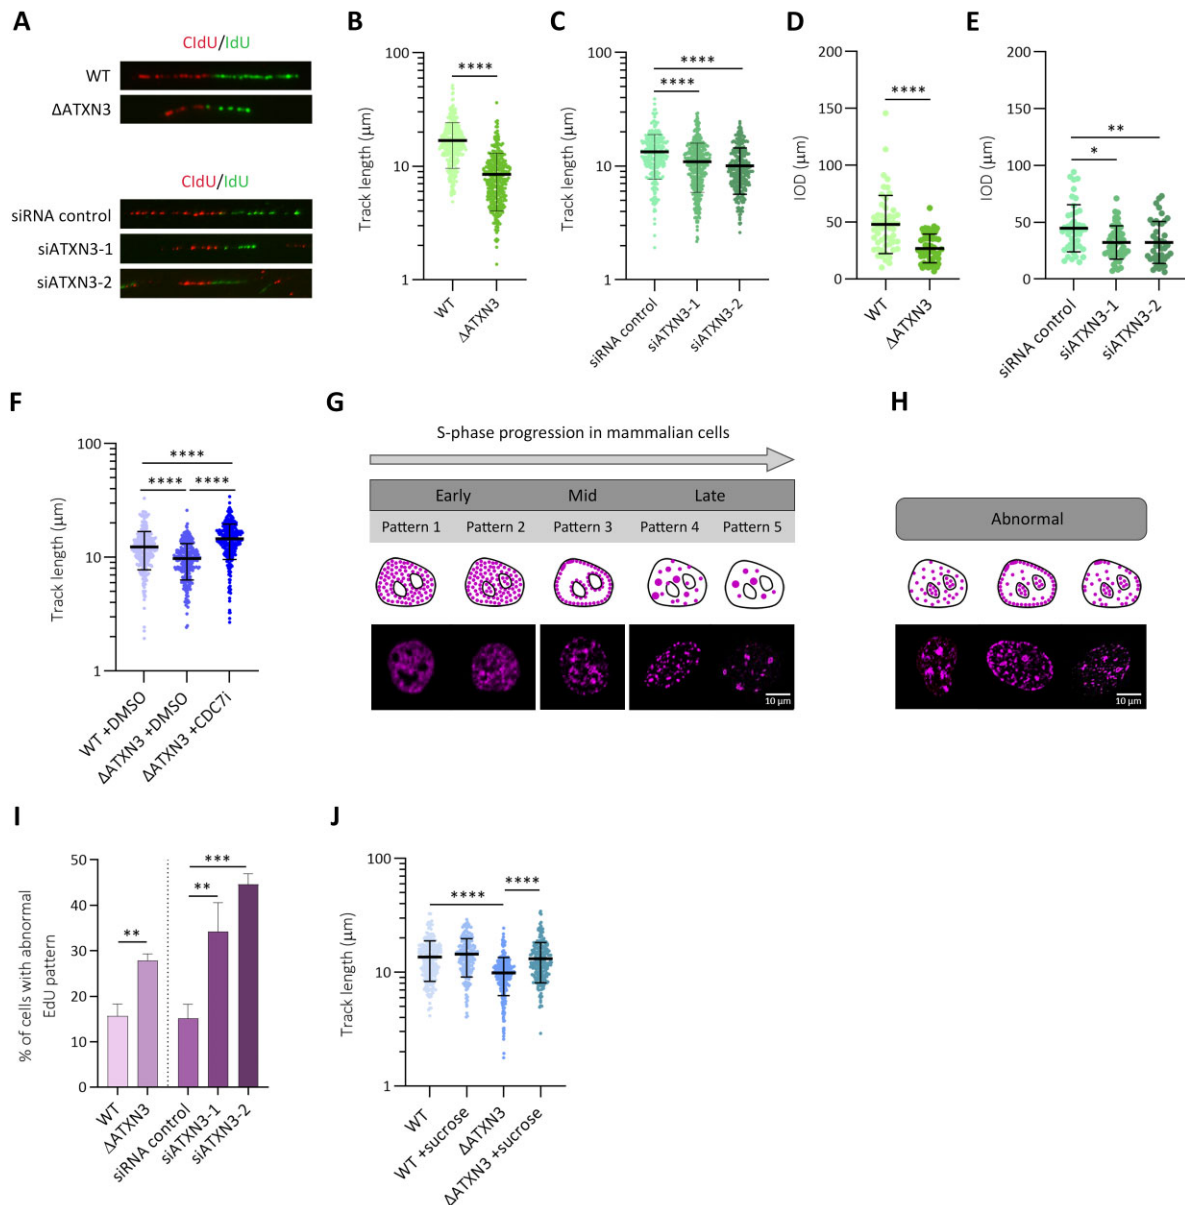 A
CldU/IdU
WT
ΔATXN3
CldU/IdU
siRNA control
siATXN3-1
siATXN3-2
B
Track length (μm)
100
10
1
****
WT
ΔATXN3
C
Track length (μm)
100
10
1
****
****
siRNA control
siATXN3-1
siATXN3-2
D
IOD (μm)
200
150
100
50
0
****
WT
ΔATXN3
E
IOD (μm)
200
150
100
50
0
**
*
siRNA control
siATXN3-1
siATXN3-2
F
Track length (μm)
100
10
1
****
**** ****
WT +DMSO
ΔATXN3 +DMSO
ΔATXN3 +CDC7i
G
S-phase progression in mammalian cells
Early Mid Late
Pattern 1 Pattern 2 Pattern 3 Pattern 4 Pattern 5
10 μm
H
Abnormal
10 μm
I
% of cells with abnormal
EdU pattern
50
40
30
20
10
0
**
***
**
WT
ΔATXN3
siRNA control
siATXN3-1
siATXN3-2
J
Track length (μm)
100
10
1
****
****
WT
WT +sucrose
ΔATXN3
ΔATXN3 +sucrose